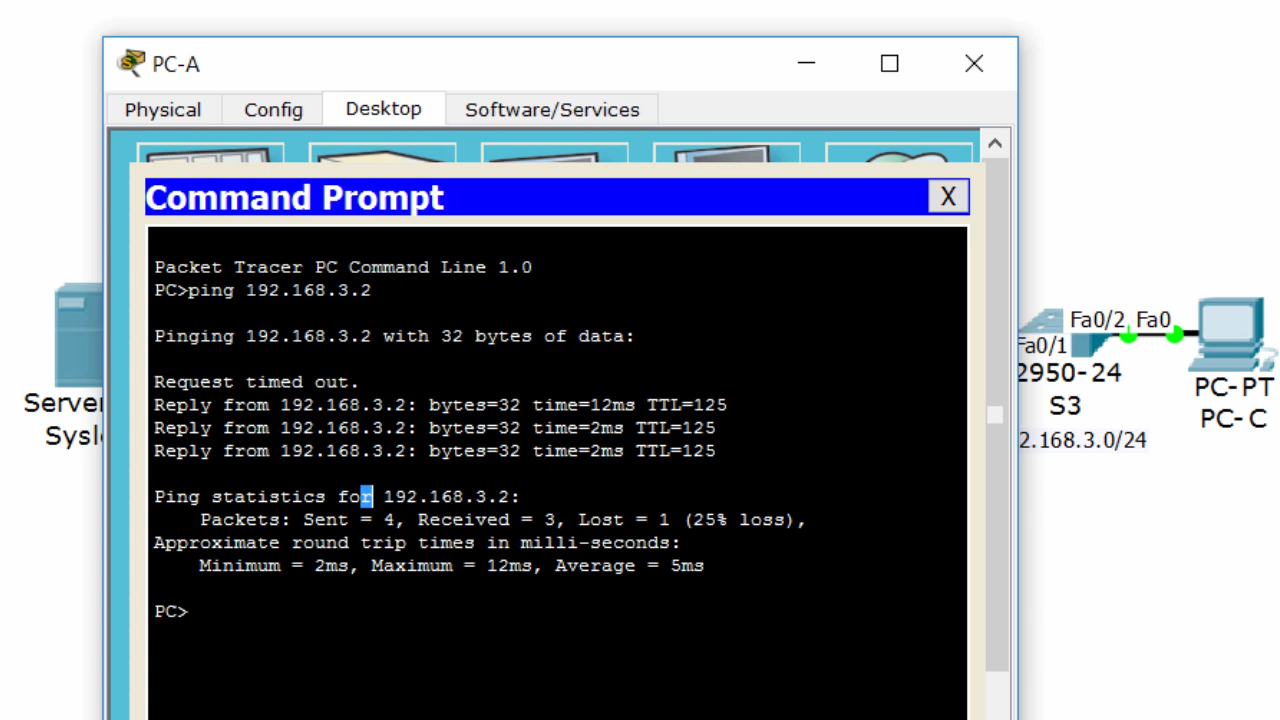 PC-A
Physical Config Desktop Software/Services
Command Prompt X
Packet Tracer PC Command Line 1.0
PC>ping 192.168.3.2
Pinging 192.168.3.2 with 32 bytes of data:
Request timed out.
Reply from 192.168.3.2: bytes=32 time=12ms TTL=125
Reply from 192.168.3.2: bytes=32 time=2ms TTL=125
Reply from 192.168.3.2: bytes=32 time=2ms TTL=125
Ping statistics for 192.168.3.2:
Packets: Sent = 4, Received = 3, Lost = 1 (25% loss),
Approximate round trip times in milli-seconds:
Minimum = 2ms, Maximum = 12ms, Average = 5ms
PC>
Server
Fa0/2 Fa0
Fa0/1
2950-24
S3
2.168.3.0/24
PC-PT
PC-C